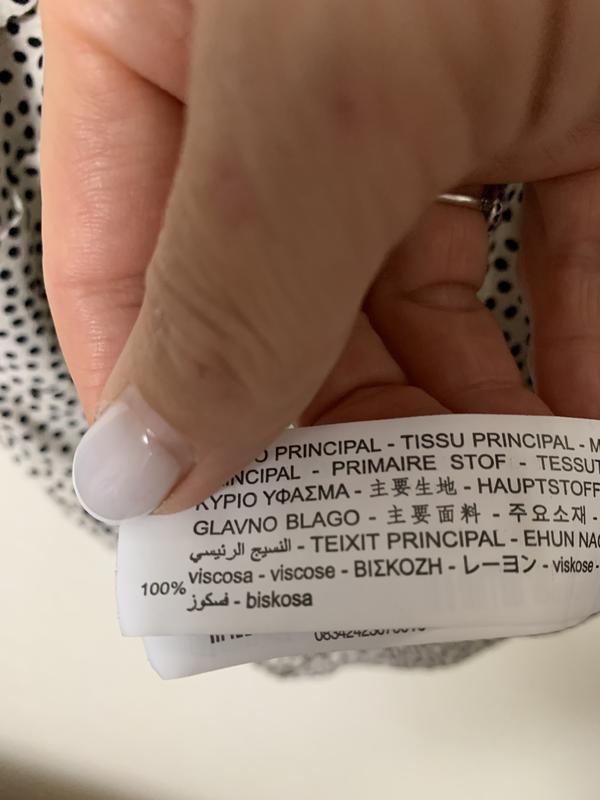 PRINCIPAL - TISSU PRINCIPAL -
- PRIMAIRE STOF - TESSUT
ΚΥΡΙΟ ΥΦΑΣΜΑ - 主要生地 - HAUPTSTOFF
GLAVNO BLAGO - 主要面料 - 주요소재 -
النسيج الرئيسي - TEIXIT PRINCIPAL - EHUN
100% viscosa - viscose - ΒΙΣΚΟΖΗ - レーヨン - viskose -
فسكوز - biskosa